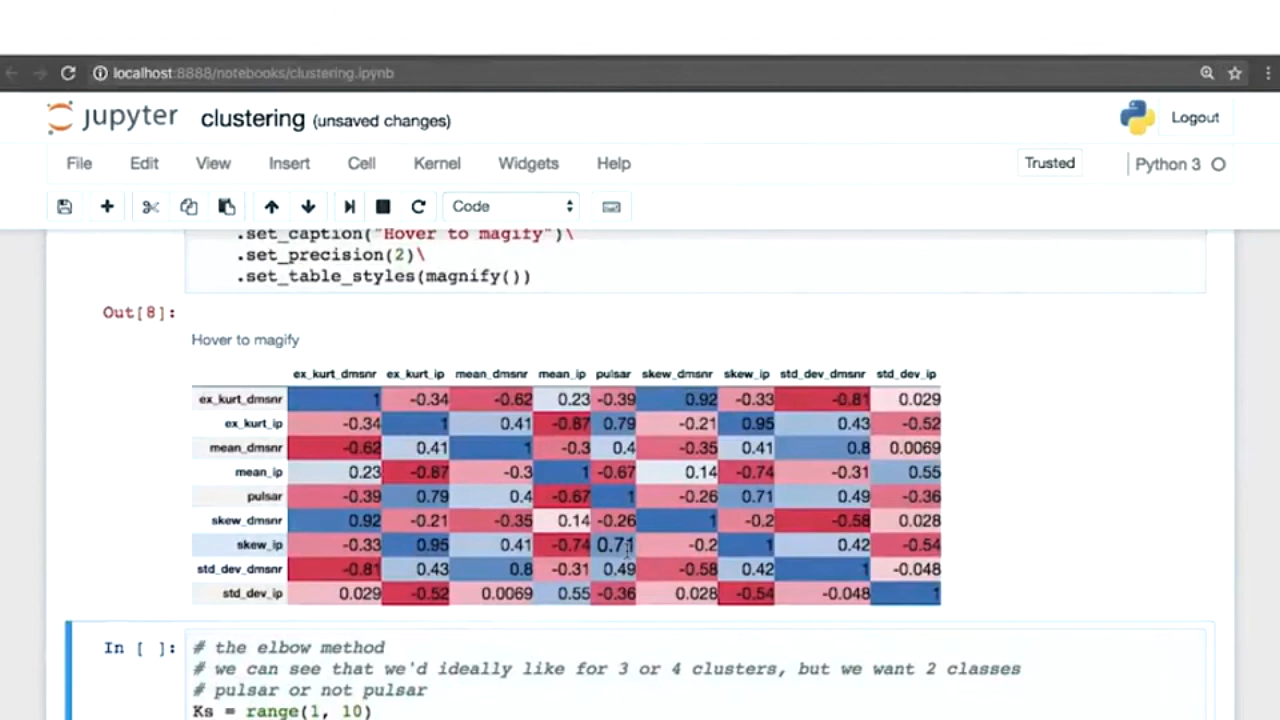 localhost:8888/notebooks/clustering.ipynb
jupyter clustering (unsaved changes) Logout
File Edit View Insert Cell Kernel Widgets Help Trusted Python 3
Code
.set_caption("Hover to magify")\
.set_precision(2)\
.set_table_styles(magnify())
Out[8]:
Hover to magify
ex_kurt_dmsnr ex_kurt_ip mean_dmsnr mean_ip pulsar skew_dmsnr skew_ip std_dev_dmsnr std_dev_ip
ex_kurt_dmsnr 1 -0.34 -0.62 0.23 -0.39 0.92 -0.33 -0.81 0.029
ex_kurt_ip -0.34 1 0.41 -0.87 0.79 -0.21 0.95 0.43 -0.52
mean_dmsnr -0.62 0.41 1 -0.3 0.4 -0.35 0.41 0.8 0.0069
mean_ip 0.23 -0.87 -0.3 1 -0.67 0.14 -0.74 -0.31 0.55
pulsar -0.39 0.79 0.4 -0.67 1 -0.26 0.71 0.49 -0.36
skew_dmsnr 0.92 -0.21 -0.35 0.14 -0.26 1 -0.2 -0.58 0.028
skew_ip -0.33 0.95 0.41 -0.74 0.71 -0.2 1 0.42 -0.54
std_dev_dmsnr -0.81 0.43 0.8 -0.31 0.49 -0.58 0.42 1 -0.048
std_dev_ip 0.029 -0.52 0.0069 0.55 -0.36 0.028 -0.54 -0.048 1
In [ ]: # the elbow method
# we can see that we'd ideally like for 3 or 4 clusters, but we want 2 classes
# pulsar or not pulsar
Ks = range(1, 10)